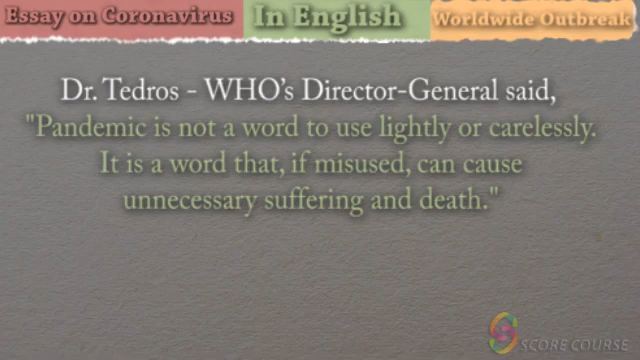 Essay on Coronavirus
In English
Worldwide Outbreak
Dr. Tedros - WHO's Director-General said,
"Pandemic is not a word to use lightly or carelessly.
It is a word that, if misused, can cause
unnecessary suffering and death."
SCORE COURSE